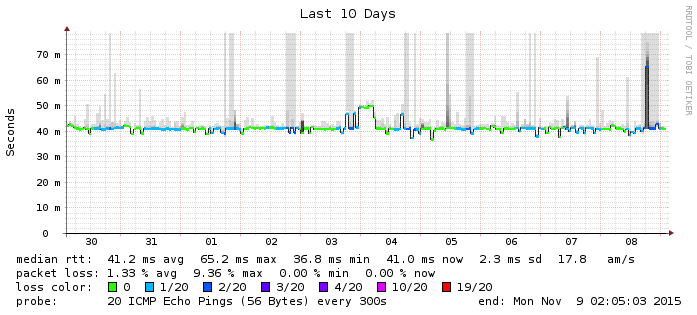 Last 10 Days
RRDTOOL / TOBI OETIKER
Seconds
70 m
60 m
50 m
40 m
30 m
20 m
10 m
0
30 31 01 02 03 04 05 06 07 08
median rtt: 41.2 ms avg 65.2 ms max 36.8 ms min 41.0 ms now 2.3 ms sd 17.8 am/s
packet loss: 1.33 % avg 9.36 % max 0.00 % min 0.00 % now
loss color: 0 1/20 2/20 3/20 4/20 10/20 19/20
probe: 20 ICMP Echo Pings (56 Bytes) every 300s end: Mon Nov 9 02:05:03 2015